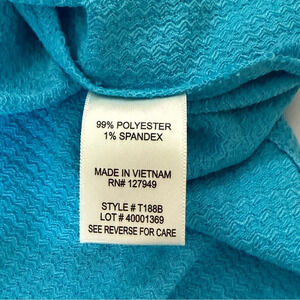 99% POLYESTER
1% SPANDEX
MADE IN VIETNAM
RN# 127949
STYLE # T188B
LOT # 40001369
SEE REVERSE FOR CARE